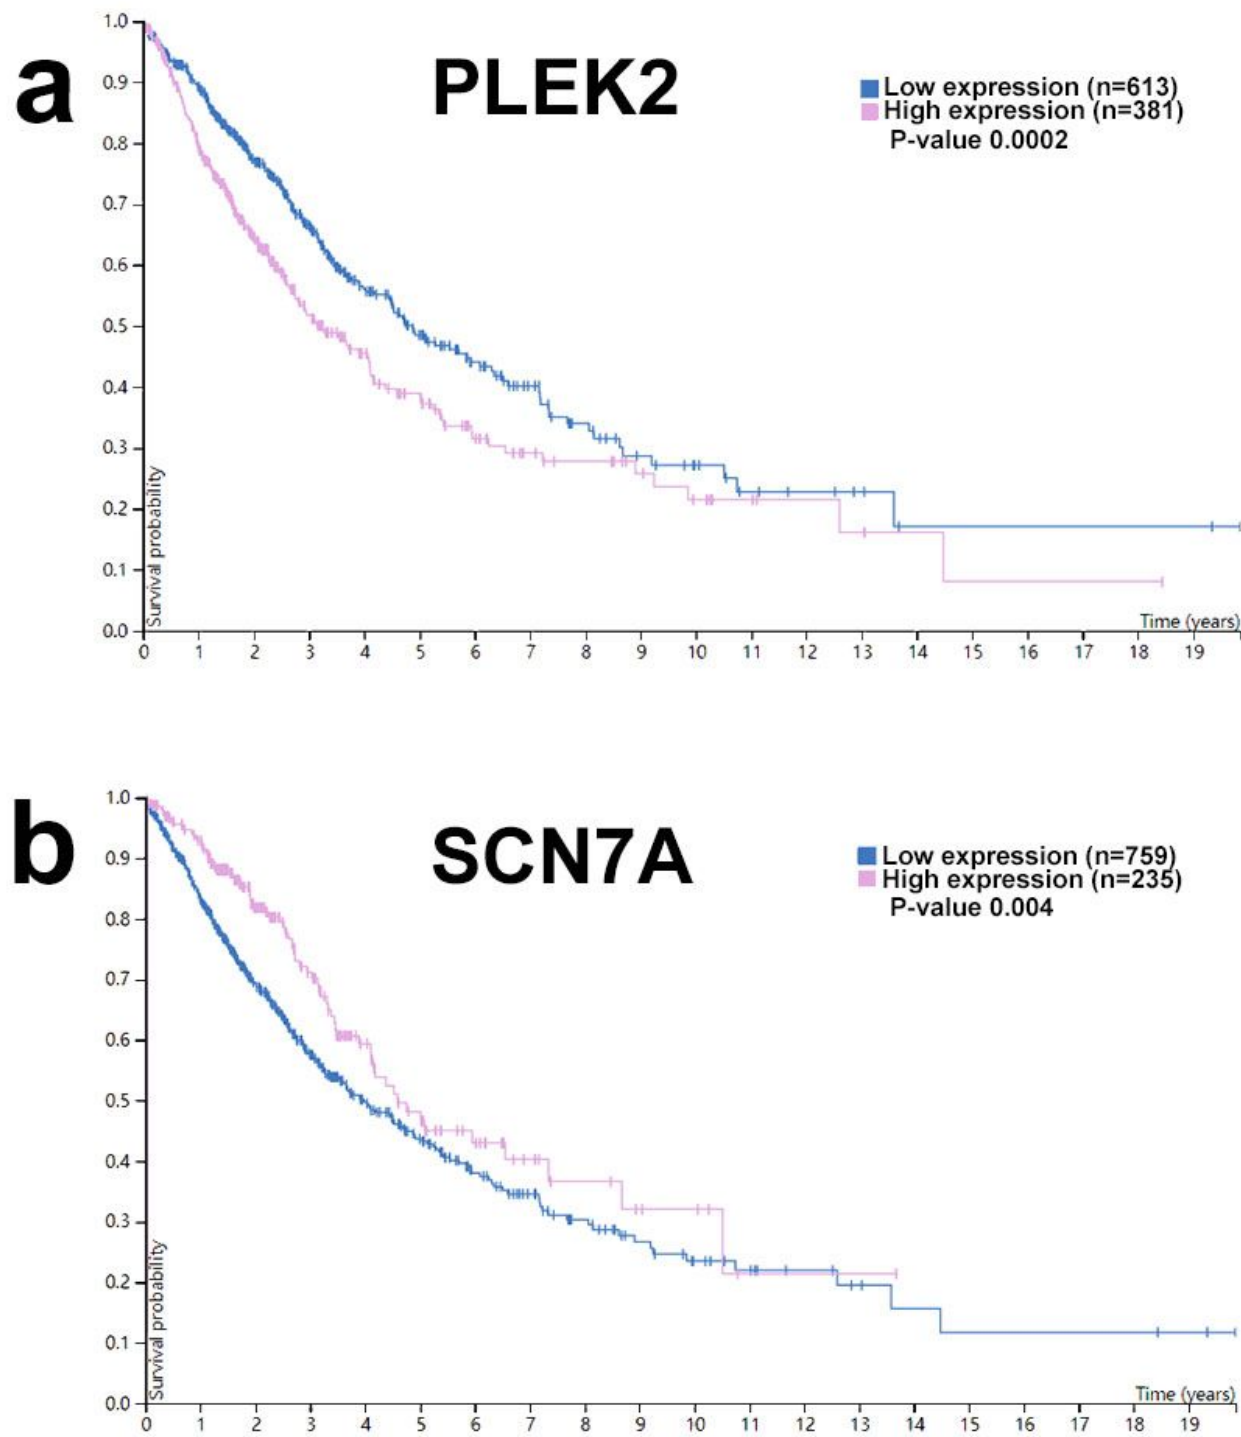 a
PLEK2
Low expression (n=613)
High expression (n=381)
P-value 0.0002
1.0
0.9
0.8
0.7
0.6
0.5
0.4
0.3
0.2
0.1
0.0
Survival probability
Time (years)
0 1 2 3 4 5 6 7 8 9 10 11 12 13 14 15 16 17 18 19
b
SCN7A
Low expression (n=759)
High expression (n=235)
P-value 0.004
1.0
0.9
0.8
0.7
0.6
0.5
0.4
0.3
0.2
0.1
0.0
Survival probability
Time (years)
0 1 2 3 4 5 6 7 8 9 10 11 12 13 14 15 16 17 18 19